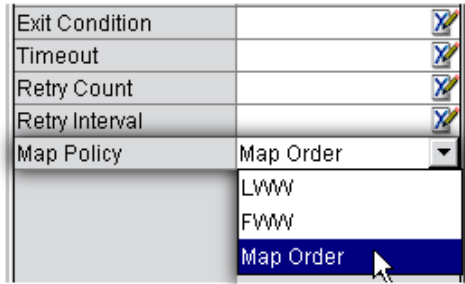 Exit Condition
Timeout
Retry Count
Retry Interval
Map Policy Map Order
LWW
FWW
Map Order